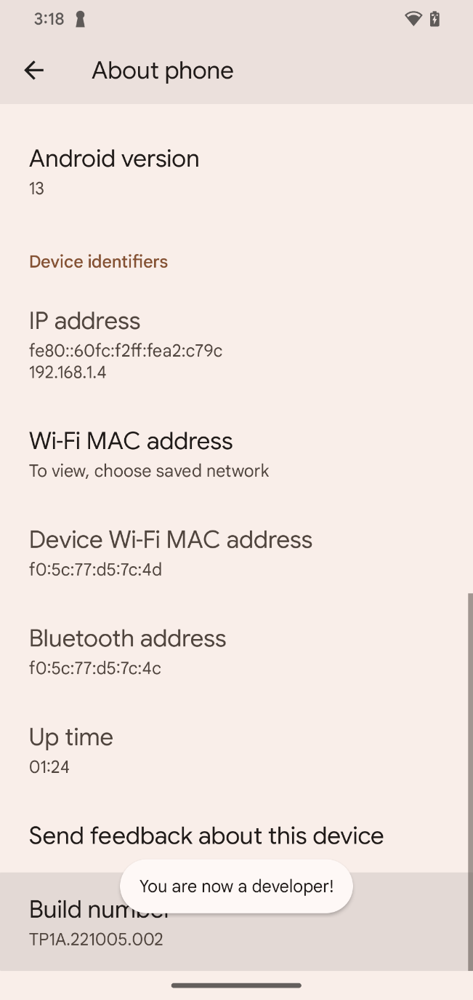 3:18
About phone
Android version
13
Device identifiers
IP address
fe80::60fc:f2ff:fea2:c79c
192.168.1.4
Wi-Fi MAC address
To view, choose saved network
Device Wi-Fi MAC address
f0:5c:77:d5:7c:4d
Bluetooth address
f0:5c:77:d5:7c:4c
Up time
01:24
Send feedback about this device
You are now a developer!
Build number
TP1A.221005.002